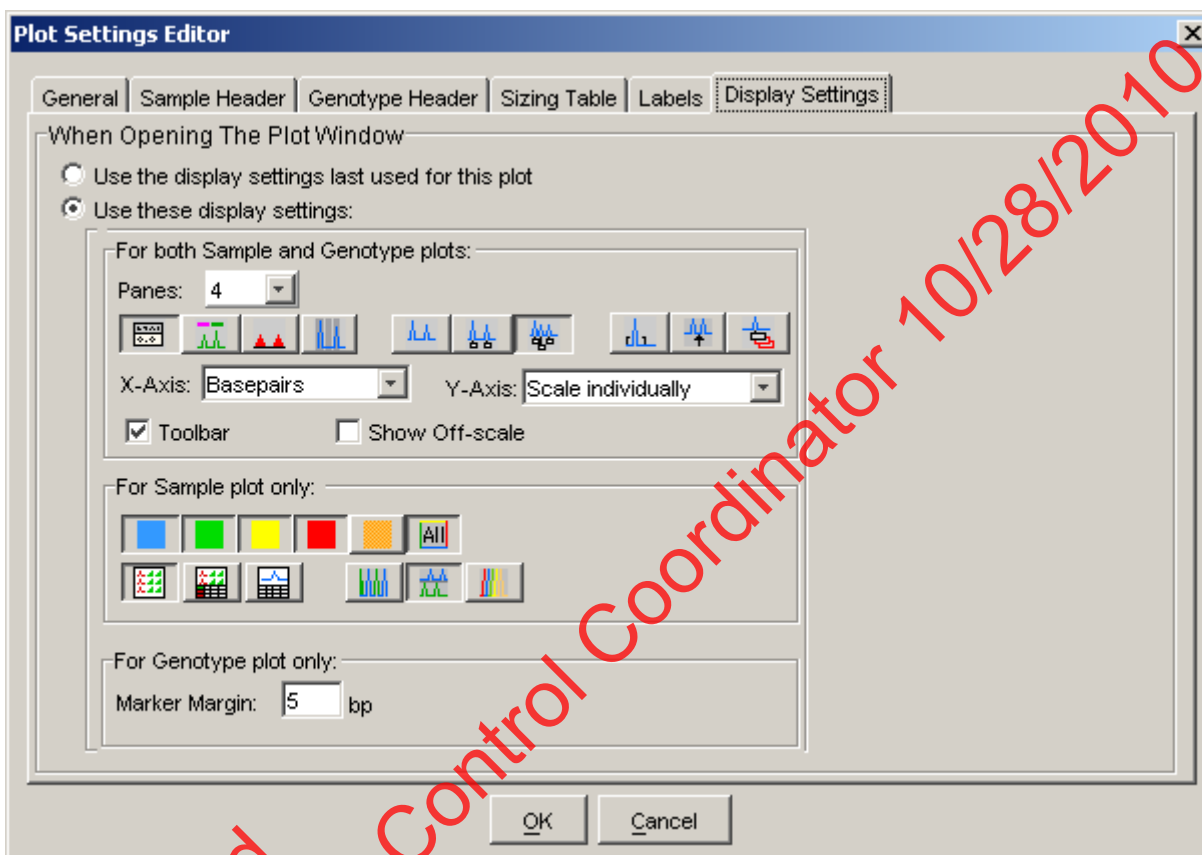 Plot Settings Editor
General Sample Header Genotype Header Sizing Table Labels Display Settings
When Opening The Plot Window
Use the display settings last used for this plot
Use these display settings:
For both Sample and Genotype plots:
Panes: 4
X-Axis: Basepairs Y-Axis: Scale individually
Toolbar Show Off-scale
For Sample plot only:
All
For Genotype plot only:
Marker Margin: 5 bp
OK Cancel
Control Coordinator 10/28/2010